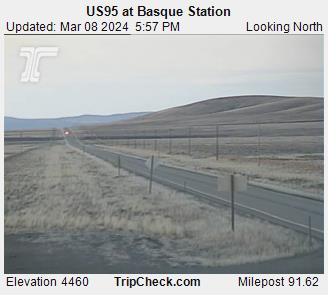 US95 at Basque Station
Updated: Mar 08 2024 5:57 PM Looking North
Elevation 4460 TripCheck.com Milepost 91.62